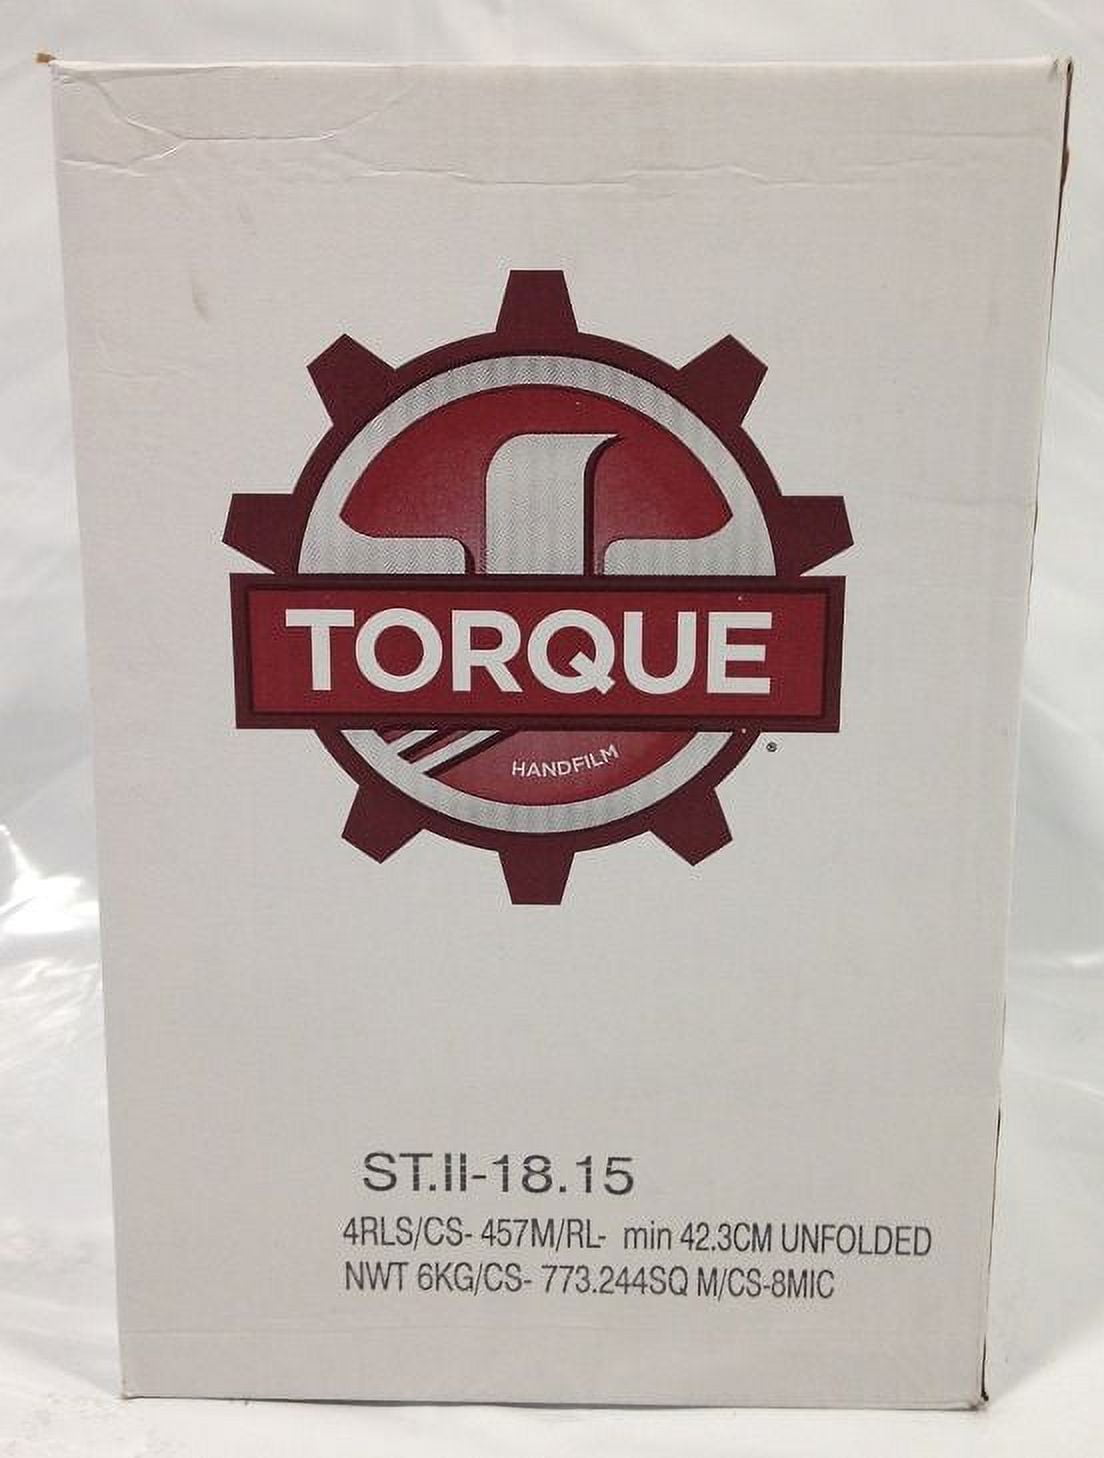 TORQUE
HANDFILM
®
ST.II-18.15
4RLS/CS- 457M/RL- min 42.3CM UNFOLDED
NWT 6KG/CS- 773.244SQ M/CS-8MIC